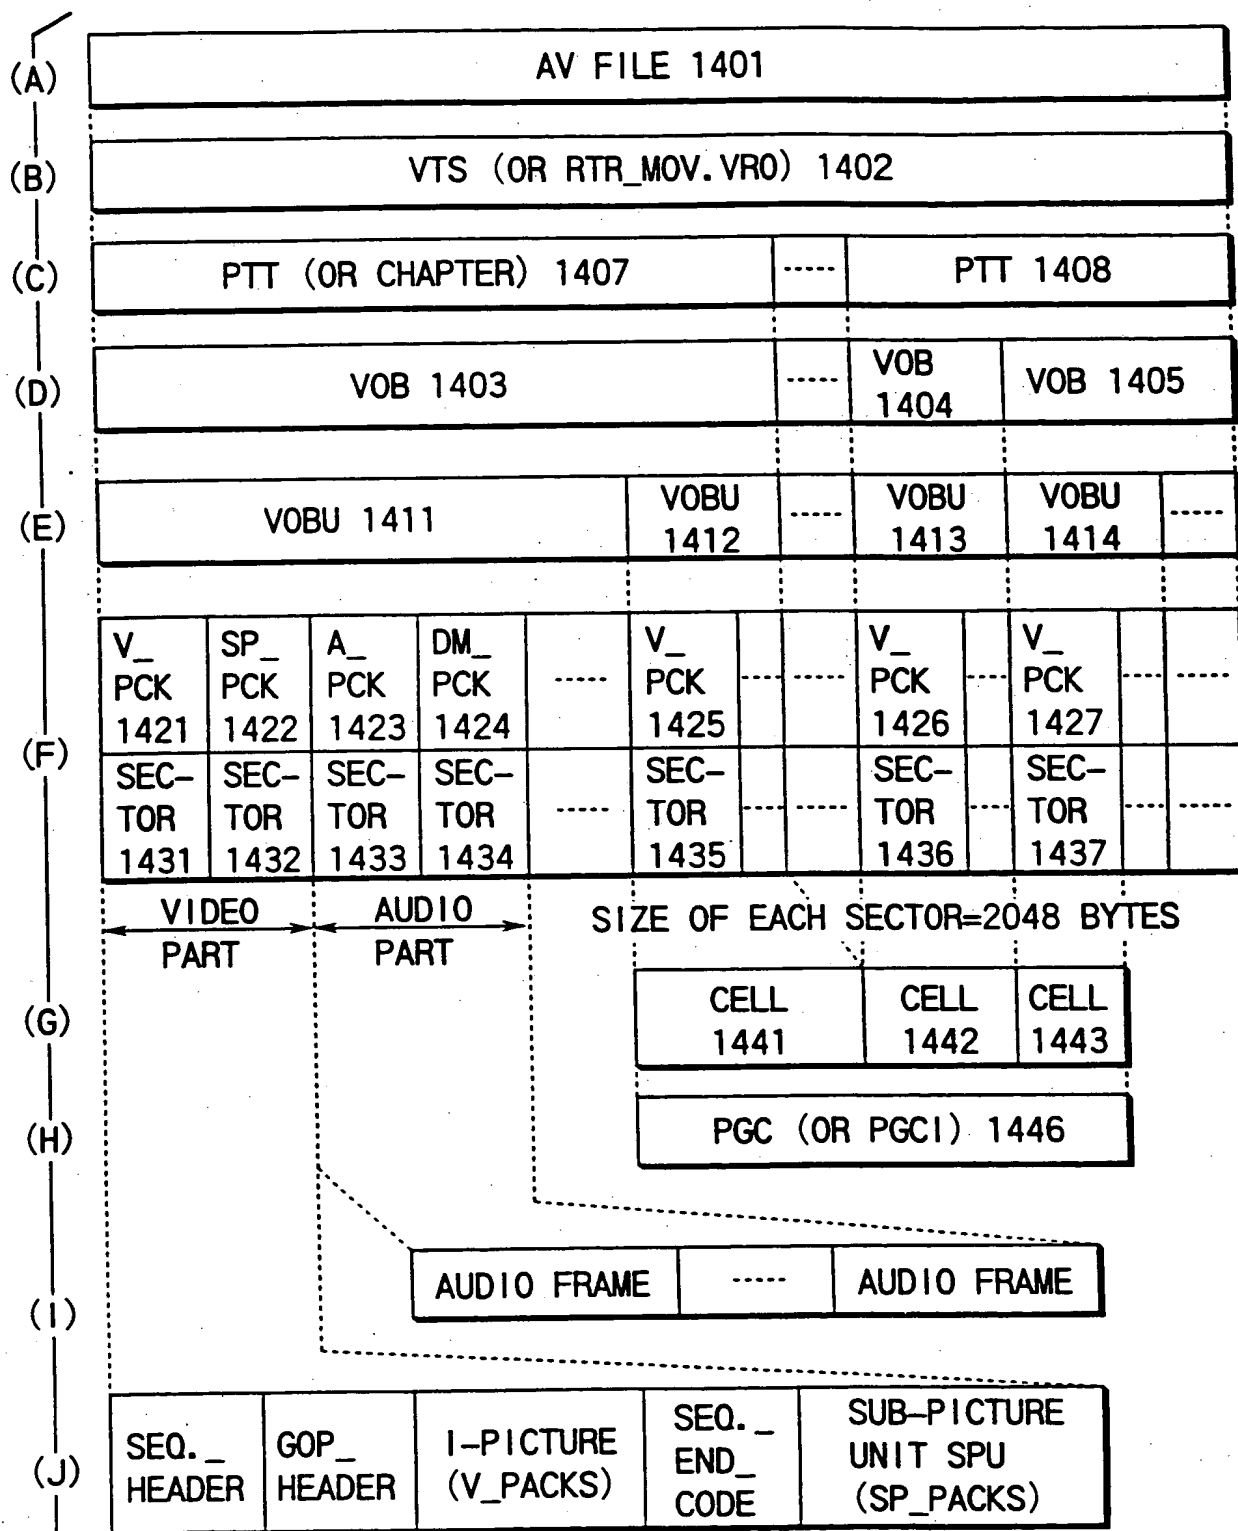 (A)
AV FILE 1401
(B)
VTS (OR RTR_MOV.VRO) 1402
(C)
PTT (OR CHAPTER) 1407
-----
PTT 1408
(D)
VOB 1403
-----
VOB
1404
VOB 1405
(E)
VOBU 1411
VOBU
1412
-----
VOBU
1413
VOBU
1414
-----
(F)
V_
PCK
1421
SP_
PCK
1422
A_
PCK
1423
DM_
PCK
1424
-----
V_
PCK
1425
----
-----
V_
PCK
1426
----
V_
PCK
1427
----
-----
SEC-
TOR
1431
SEC-
TOR
1432
SEC-
TOR
1433
SEC-
TOR
1434
-----
SEC-
TOR
1435
----
-----
SEC-
TOR
1436
----
SEC-
TOR
1437
----
-----
VIDEO
PART
AUDIO
PART
SIZE OF EACH SECTOR=2048 BYTES
(G)
CELL
1441
CELL
1442
CELL
1443
(H)
PGC (OR PGCI) 1446
(I)
AUDIO FRAME
-----
AUDIO FRAME
(J)
SEQ._
HEADER
GOP_
HEADER
I-PICTURE
(V_PACKS)
SEQ._
END_
CODE
SUB-PICTURE
UNIT SPU
(SP_PACKS)